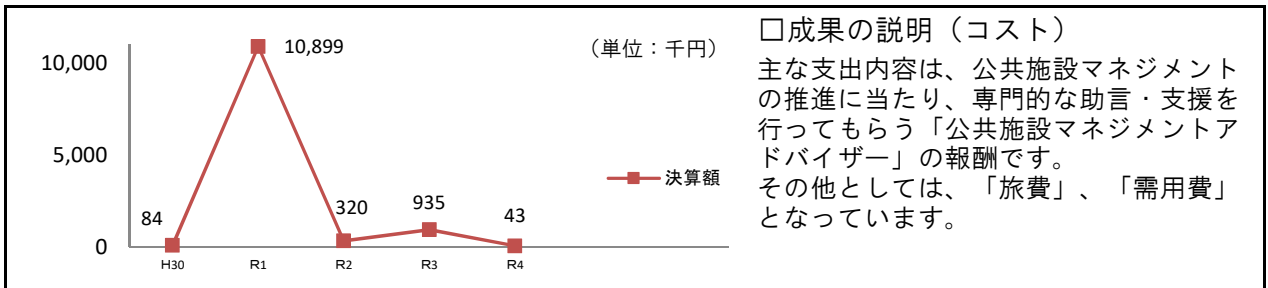 10,899
（単位：千円）
10,000
5,000
決算額
84
320
935
43
0
H30
R1
R2
R3
R4
□成果の説明（コスト）
主な支出内容は、公共施設マネジメント
の推進に当たり、専門的な助言・支援を
行ってもらう「公共施設マネジメントア
ドバイザー」の報酬です。
その他としては、「旅費」、「需用費」
となっています。